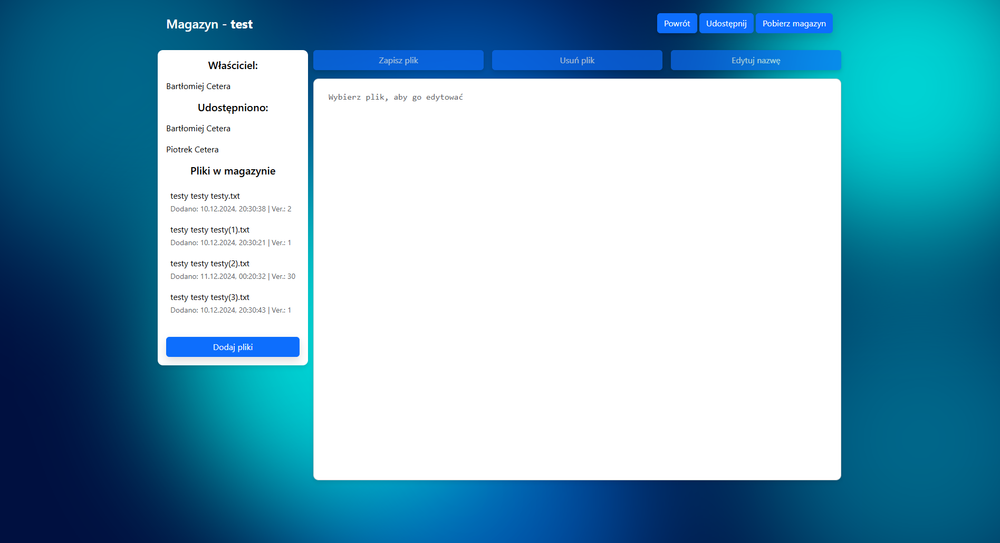 Magazyn - test
Powrót
Udostępnij
Pobierz magazyn
Właściciel:
Bartłomiej Cetera
Udostępniono:
Bartłomiej Cetera
Piotrek Cetera
Pliki w magazynie
testy testy testy.txt
Dodano: 10.12.2024, 20:30:38 | Ver.: 2
testy testy testy(1).txt
Dodano: 10.12.2024, 20:30:21 | Ver.: 1
testy testy testy(2).txt
Dodano: 11.12.2024, 00:20:32 | Ver.: 30
testy testy testy(3).txt
Dodano: 10.12.2024, 20:30:43 | Ver.: 1
Dodaj pliki
Zapisz plik
Usuń plik
Edytuj nazwę
Wybierz plik, aby go edytować